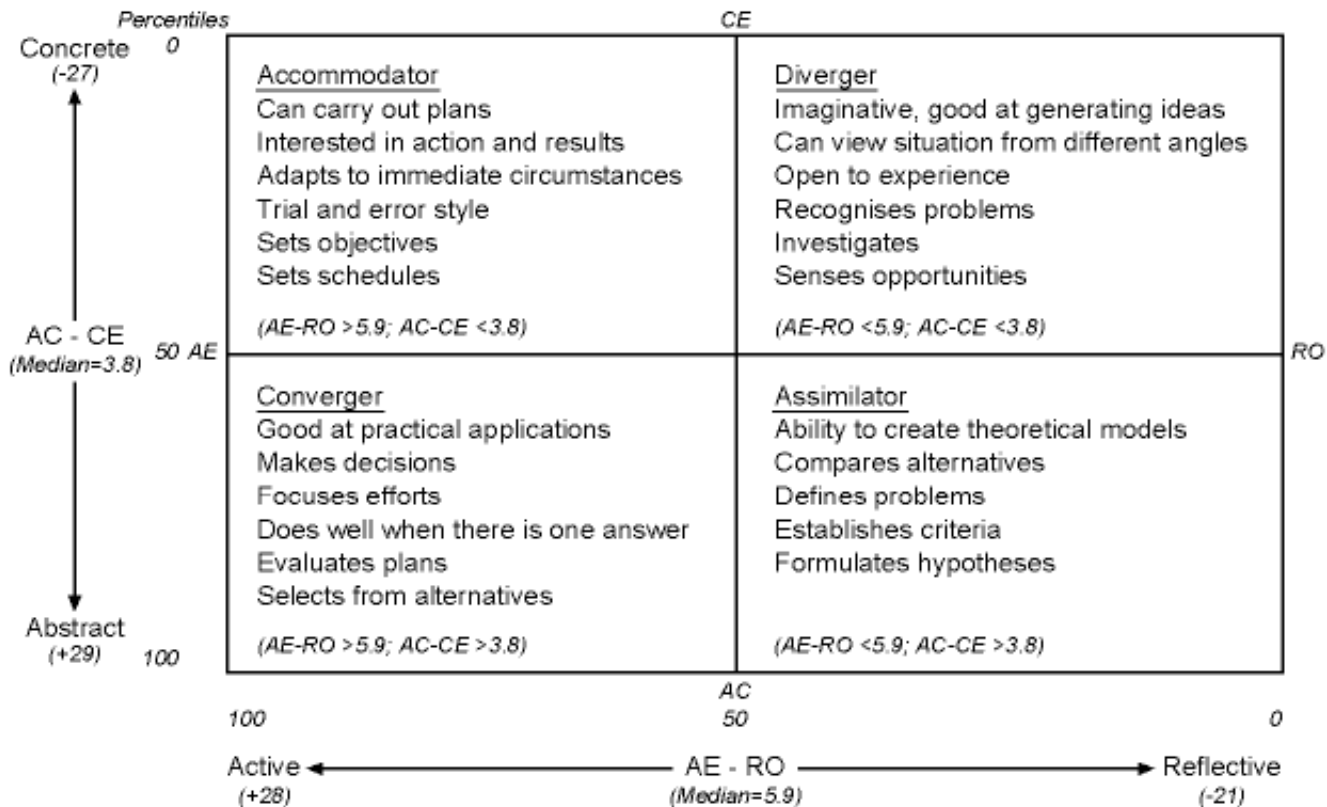 Percentiles
CE
Concrete
(-27)
0
Accommodator
Can carry out plans
Interested in action and results
Adapts to immediate circumstances
Trial and error style
Sets objectives
Sets schedules
(AE-RO >5.9; AC-CE <3.8)
Diverger
Imaginative, good at generating ideas
Can view situation from different angles
Open to experience
Recognises problems
Investigates
Senses opportunities
(AE-RO <5.9; AC-CE <3.8)
AC - CE
(Median=3.8)
50 AE
RO
Converger
Good at practical applications
Makes decisions
Focuses efforts
Does well when there is one answer
Evaluates plans
Selects from alternatives
(AE-RO >5.9; AC-CE >3.8)
Assimilator
Ability to create theoretical models
Compares alternatives
Defines problems
Establishes criteria
Formulates hypotheses
(AE-RO <5.9; AC-CE >3.8)
Abstract
(+29)
100
AC
100
50
0
Active
(+28)
AE - RO
(Median=5.9)
Reflective
(-21)